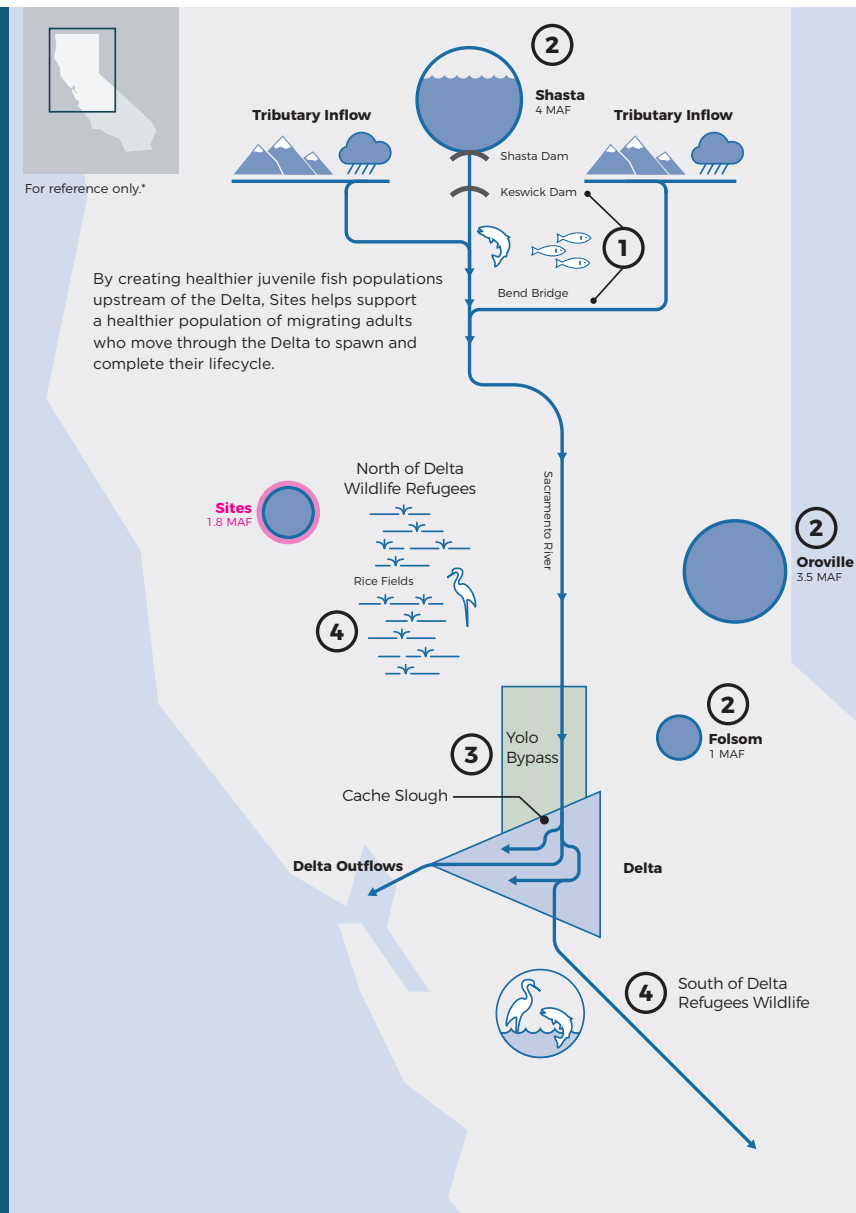 2
Shasta
4 MAF
Tributary Inflow
Tributary Inflow
Shasta Dam
Keswick Dam
For reference only.*
1
Bend Bridge
By creating healthier juvenile fish populations
upstream of the Delta, Sites helps support
a healthier population of migrating adults
who move through the Delta to spawn and
complete their lifecycle.
North of Delta
Wildlife Refugees
Sites
1.8 MAF
Sacramento River
2
Oroville
3.5 MAF
Rice Fields
4
2
Folsom
1 MAF
3
Yolo
Bypass
Cache Slough
Delta Outflows
Delta
4
South of Delta
Refugees Wildlife